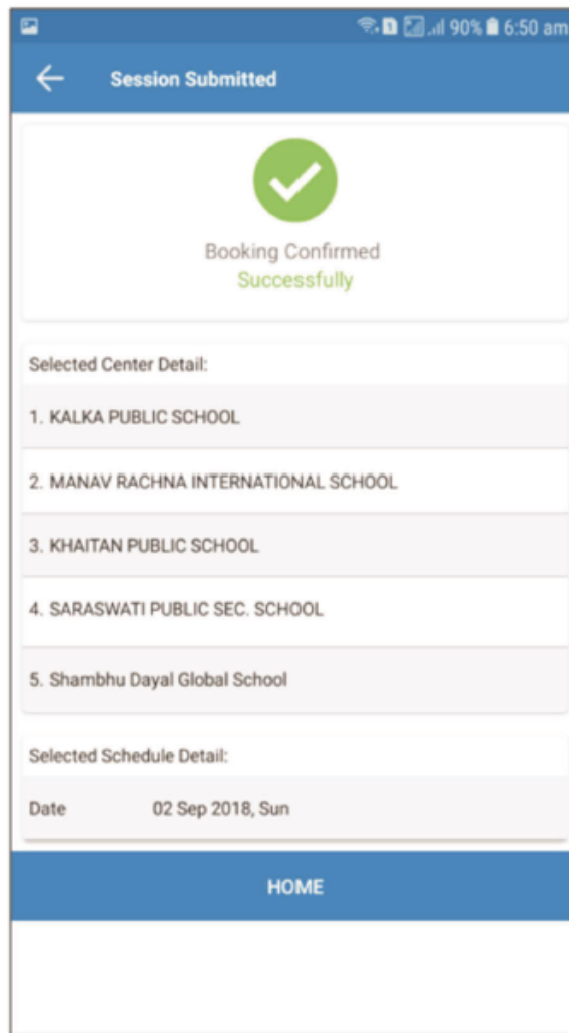 90% 6:50 am
Session Submitted
Booking Confirmed
Successfully
Selected Center Detail:
1. KALKA PUBLIC SCHOOL
2. MANAV RACHNA INTERNATIONAL SCHOOL
3. KHAITAN PUBLIC SCHOOL
4. SARASWATI PUBLIC SEC. SCHOOL
5. Shambhu Dayal Global School
Selected Schedule Detail:
Date 02 Sep 2018, Sun
HOME